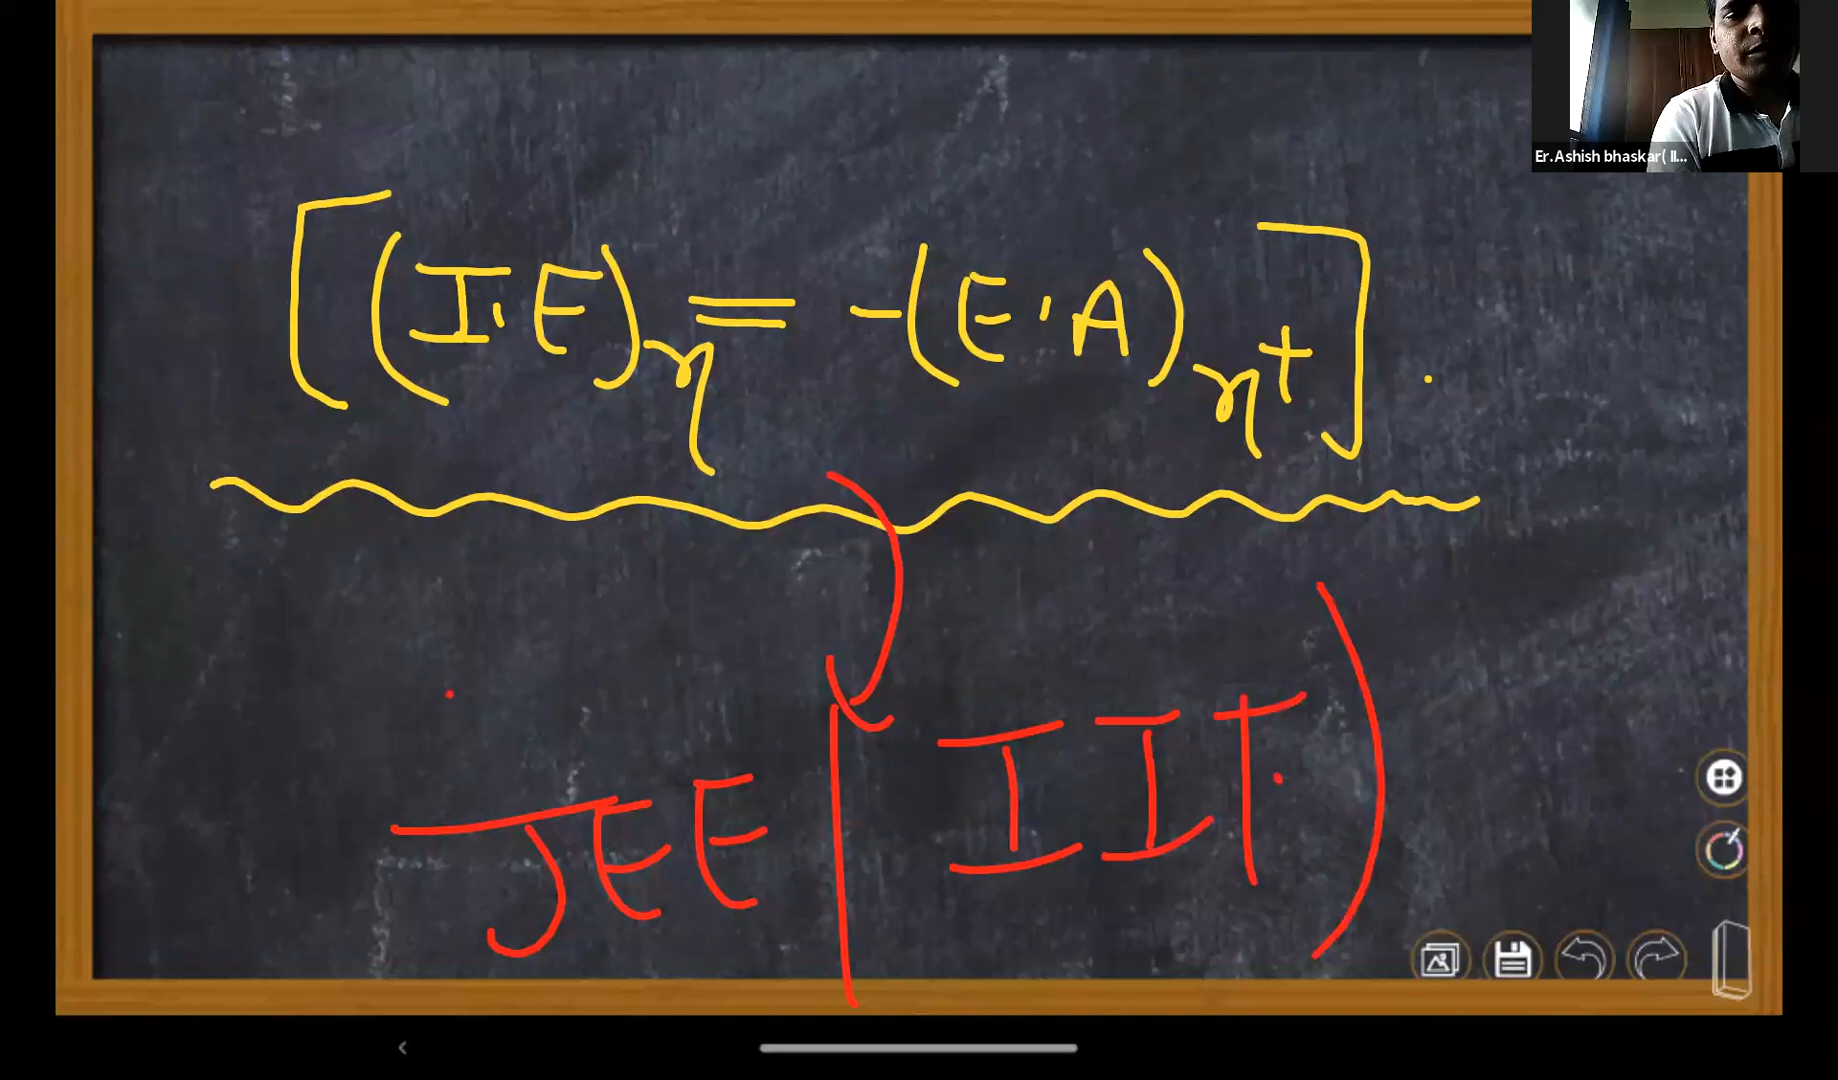 Er.Ashish bhaskar( II...
[(I.E)η = -(E.A)η+].
JEE (IIT)